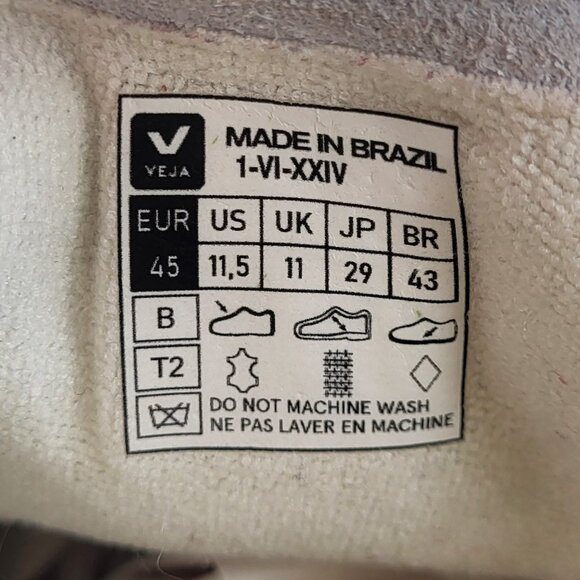 V
VEJA
MADE IN BRAZIL
1-VI-XXIV
EUR US UK JP BR
45 11,5 11 29 43
B
T2
DO NOT MACHINE WASH
NE PAS LAVER EN MACHINE